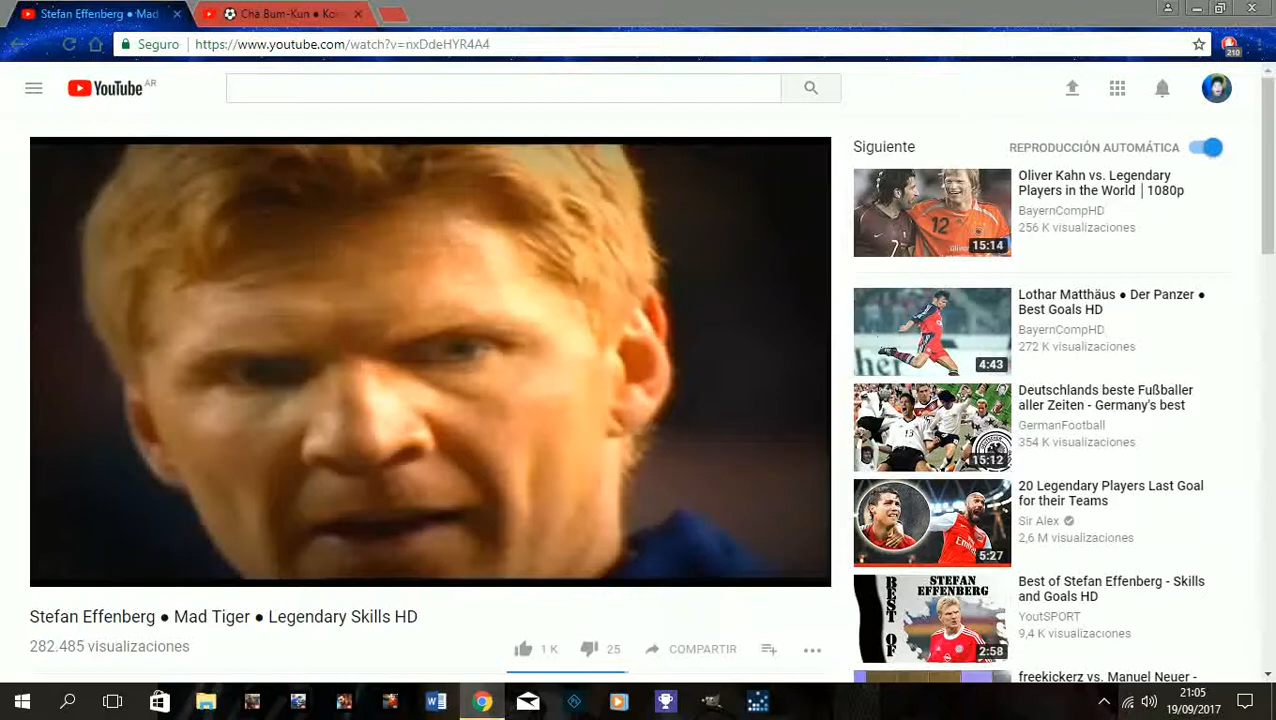 Stefan Effenberg ● Mad
Cha Bum-Kun ● Ko
Seguro
https://www.youtube.com/watch?v=nxDdeHYR4A4
210
YouTube AR
Siguiente
REPRODUCCIÓN AUTOMÁTICA
12
7
15:14
Oliver Kahn vs. Legendary
Players in the World | 1080p
BayernCompHD
256 K visualizaciones
4:43
Lothar Matthäus ● Der Panzer ●
Best Goals HD
BayernCompHD
272 K visualizaciones
13
15:12
Deutschlands beste Fußballer
aller Zeiten - Germany's best
GermanFootball
354 K visualizaciones
5:27
20 Legendary Players Last Goal
for their Teams
Sir Alex
2,6 M visualizaciones
STEFAN
EFFENBERG
BEST OF
2:58
Best of Stefan Effenberg - Skills
and Goals HD
YoutSPORT
9,4 K visualizaciones
freekickerz vs. Manuel Neuer -
Stefan Effenberg ● Mad Tiger ● Legendary Skills HD
282.485 visualizaciones
1 K
25
COMPARTIR
21:05
19/09/2017